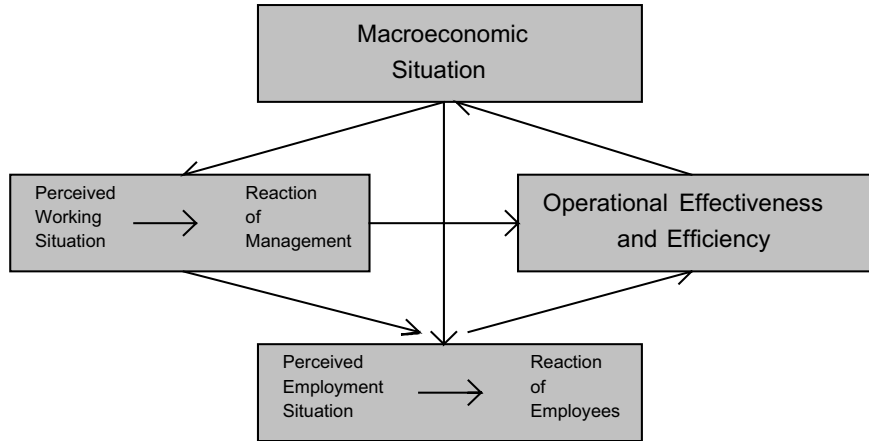 Macroeconomic
Situation
Perceived
Working
Situation
Reaction
of
Management
Operational Effectiveness
and Efficiency
Perceived
Employment
Situation
Reaction
of
Employees